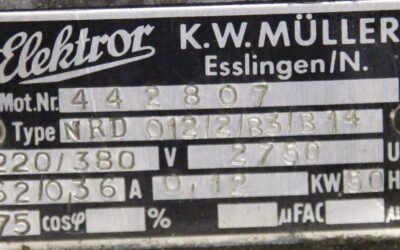 Elektror K.W.MÜLLER
Esslingen/N.
Mot.Nr. 442807
Type NRD 012/2/B3/B14
220/380 V 2750 U
62/036 A 0,12 KW 50 H
75 cosφ % µFAC µ